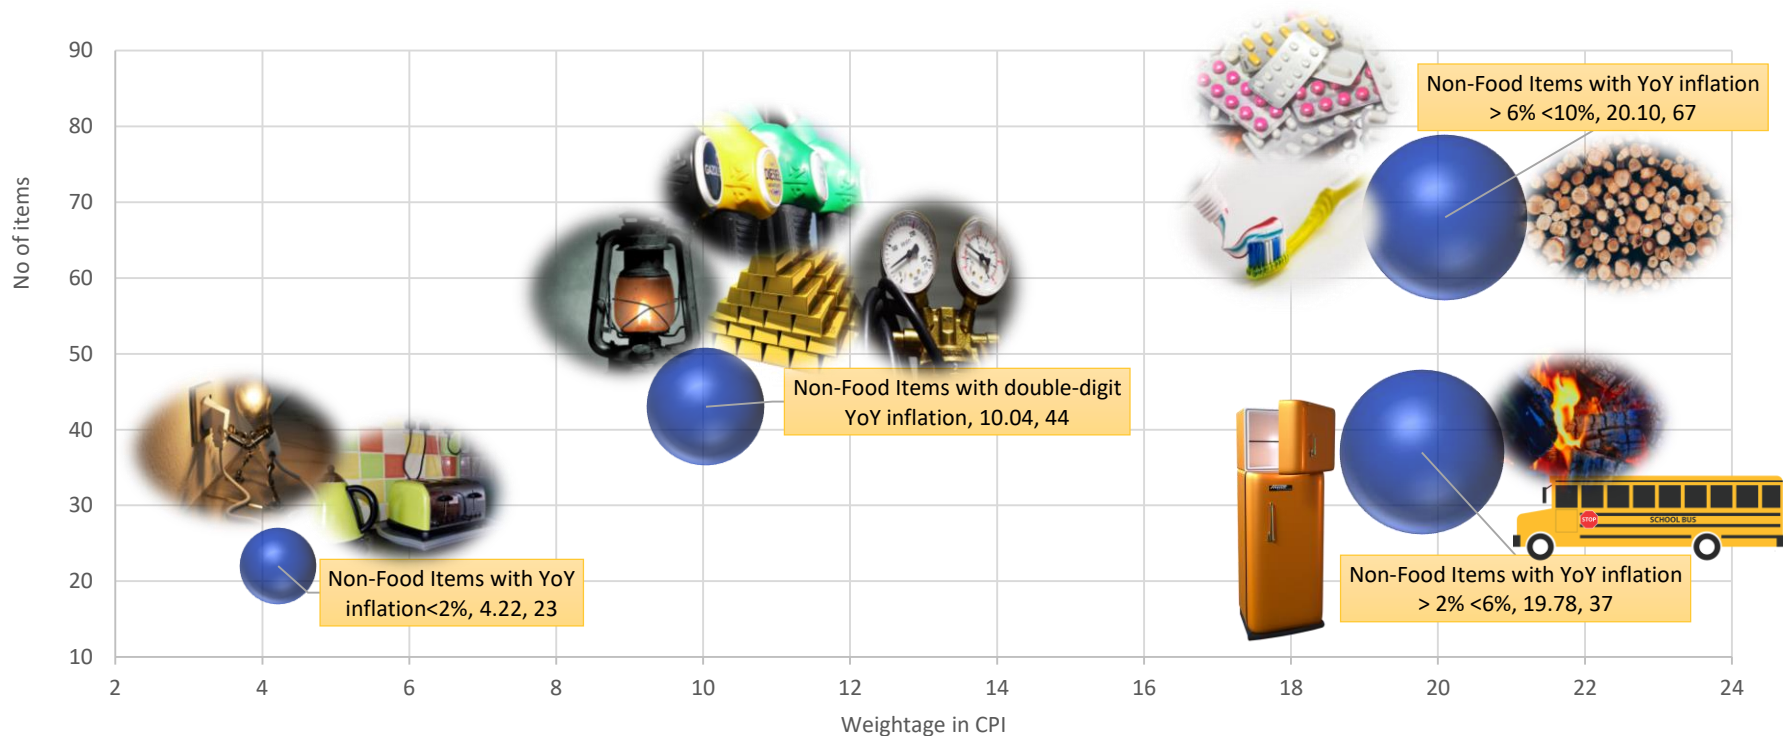 90
80
70
60
50
40
30
20
10
No of items
2
4
6
8
10
12
14
16
18
20
22
24
Weightage in CPI
Non-Food Items with YoY inflation
> 6% <10%, 20.10, 67
Non-Food Items with double-digit
YoY inflation, 10.04, 44
Non-Food Items with YoY
inflation<2%, 4.22, 23
Non-Food Items with YoY inflation
> 2% <6%, 19.78, 37
DIESEL
STOP
SCHOOL BUS